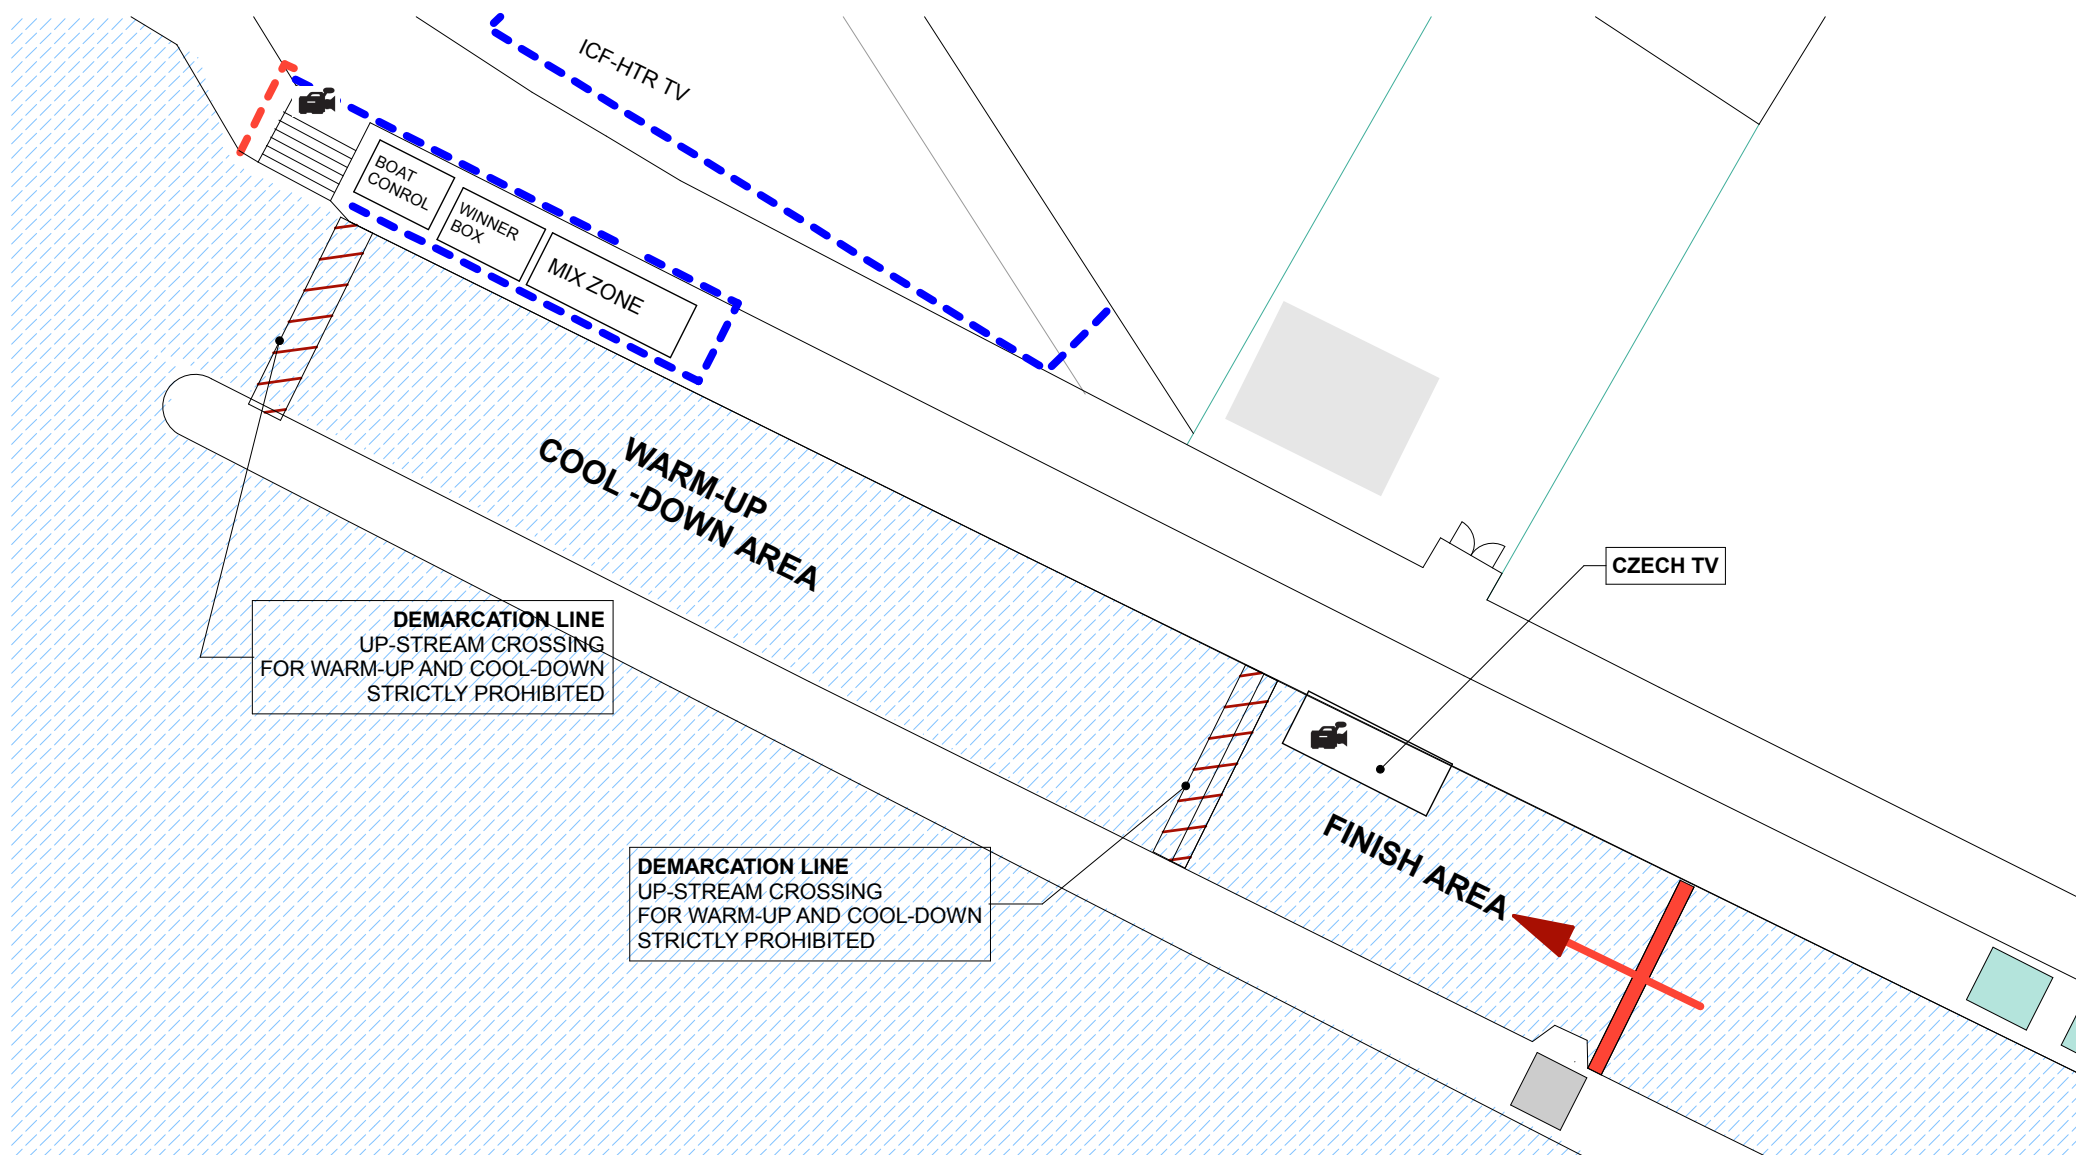 ICF-HTR TV
BOAT
CONROL
WINNER
BOX
MIX ZONE
WARM-UP
COOL -DOWN AREA
CZECH TV
DEMARCATION LINE
UP-STREAM CROSSING
FOR WARM-UP AND COOL-DOWN
STRICTLY PROHIBITED
FINISH AREA
DEMARCATION LINE
UP-STREAM CROSSING
FOR WARM-UP AND COOL-DOWN
STRICTLY PROHIBITED